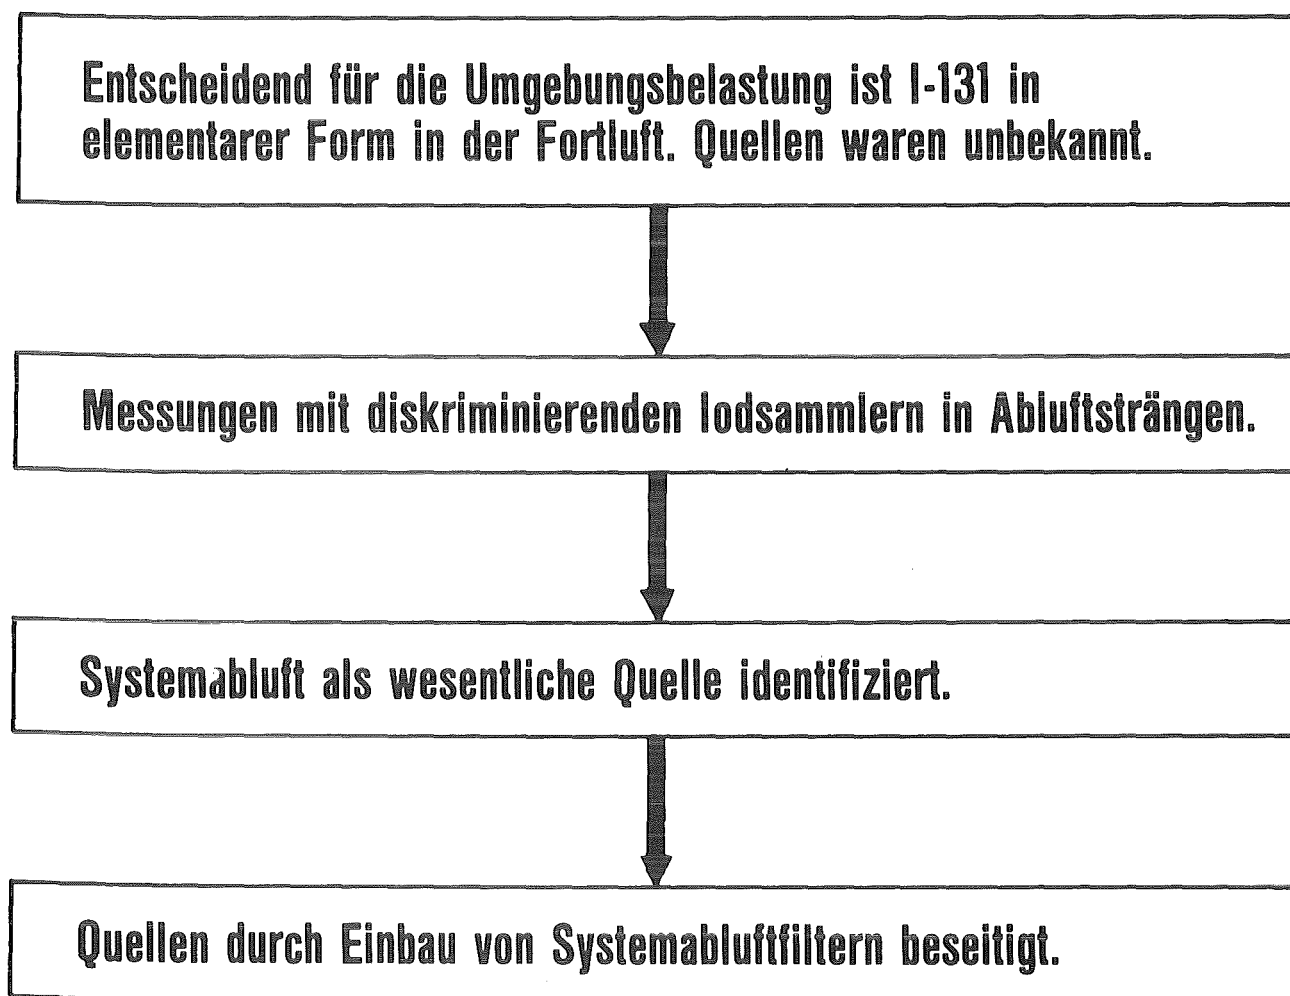 Entscheidend für die Umgebungsbelastung ist I-131 in
elementarer Form in der Fortluft. Quellen waren unbekannt.
Messungen mit diskriminierenden Iodsammlern in Abluftsträngen.
Systemabluft als wesentliche Quelle identifiziert.
Quellen durch Einbau von Systemabluftfiltern beseitigt.